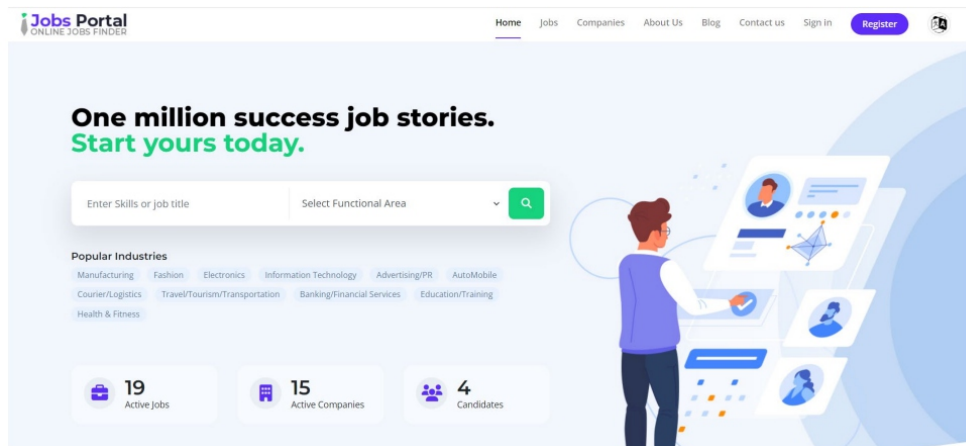 Jobs Portal
ONLINE JOBS FINDER
Home Jobs Companies About Us Blog Contact us Sign in Register
One million success job stories.
Start yours today.
Enter Skills or job title Select Functional Area
Popular Industries
Manufacturing Fashion Electronics Information Technology Advertising/PR AutoMobile
Courier/Logistics Travel/Tourism/Transportation Banking/Financial Services Education/Training
Health & Fitness
19 15 4
Active Jobs Active Companies Candidates